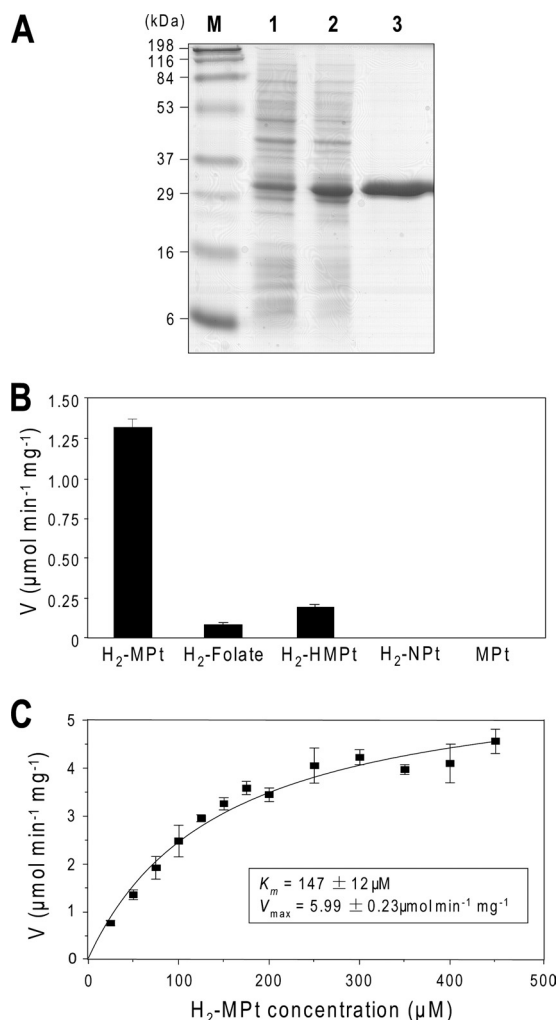 A
(kDa) M 1 2 3
198
116
84
53
37
29
16
6
B
V (µmol min-1 mg-1)
1.50
1.25
1.00
0.75
0.50
0.25
0
H2-MPt H2-Folate H2-HMPt H2-NPt MPt
C
V (µmol min-1 mg-1)
5
4
3
2
1
0
Km = 147 ± 12 µM
Vmax = 5.99 ± 0.23µmol min-1 mg-1
0 100 200 300 400 500
H2-MPt concentration (µM)